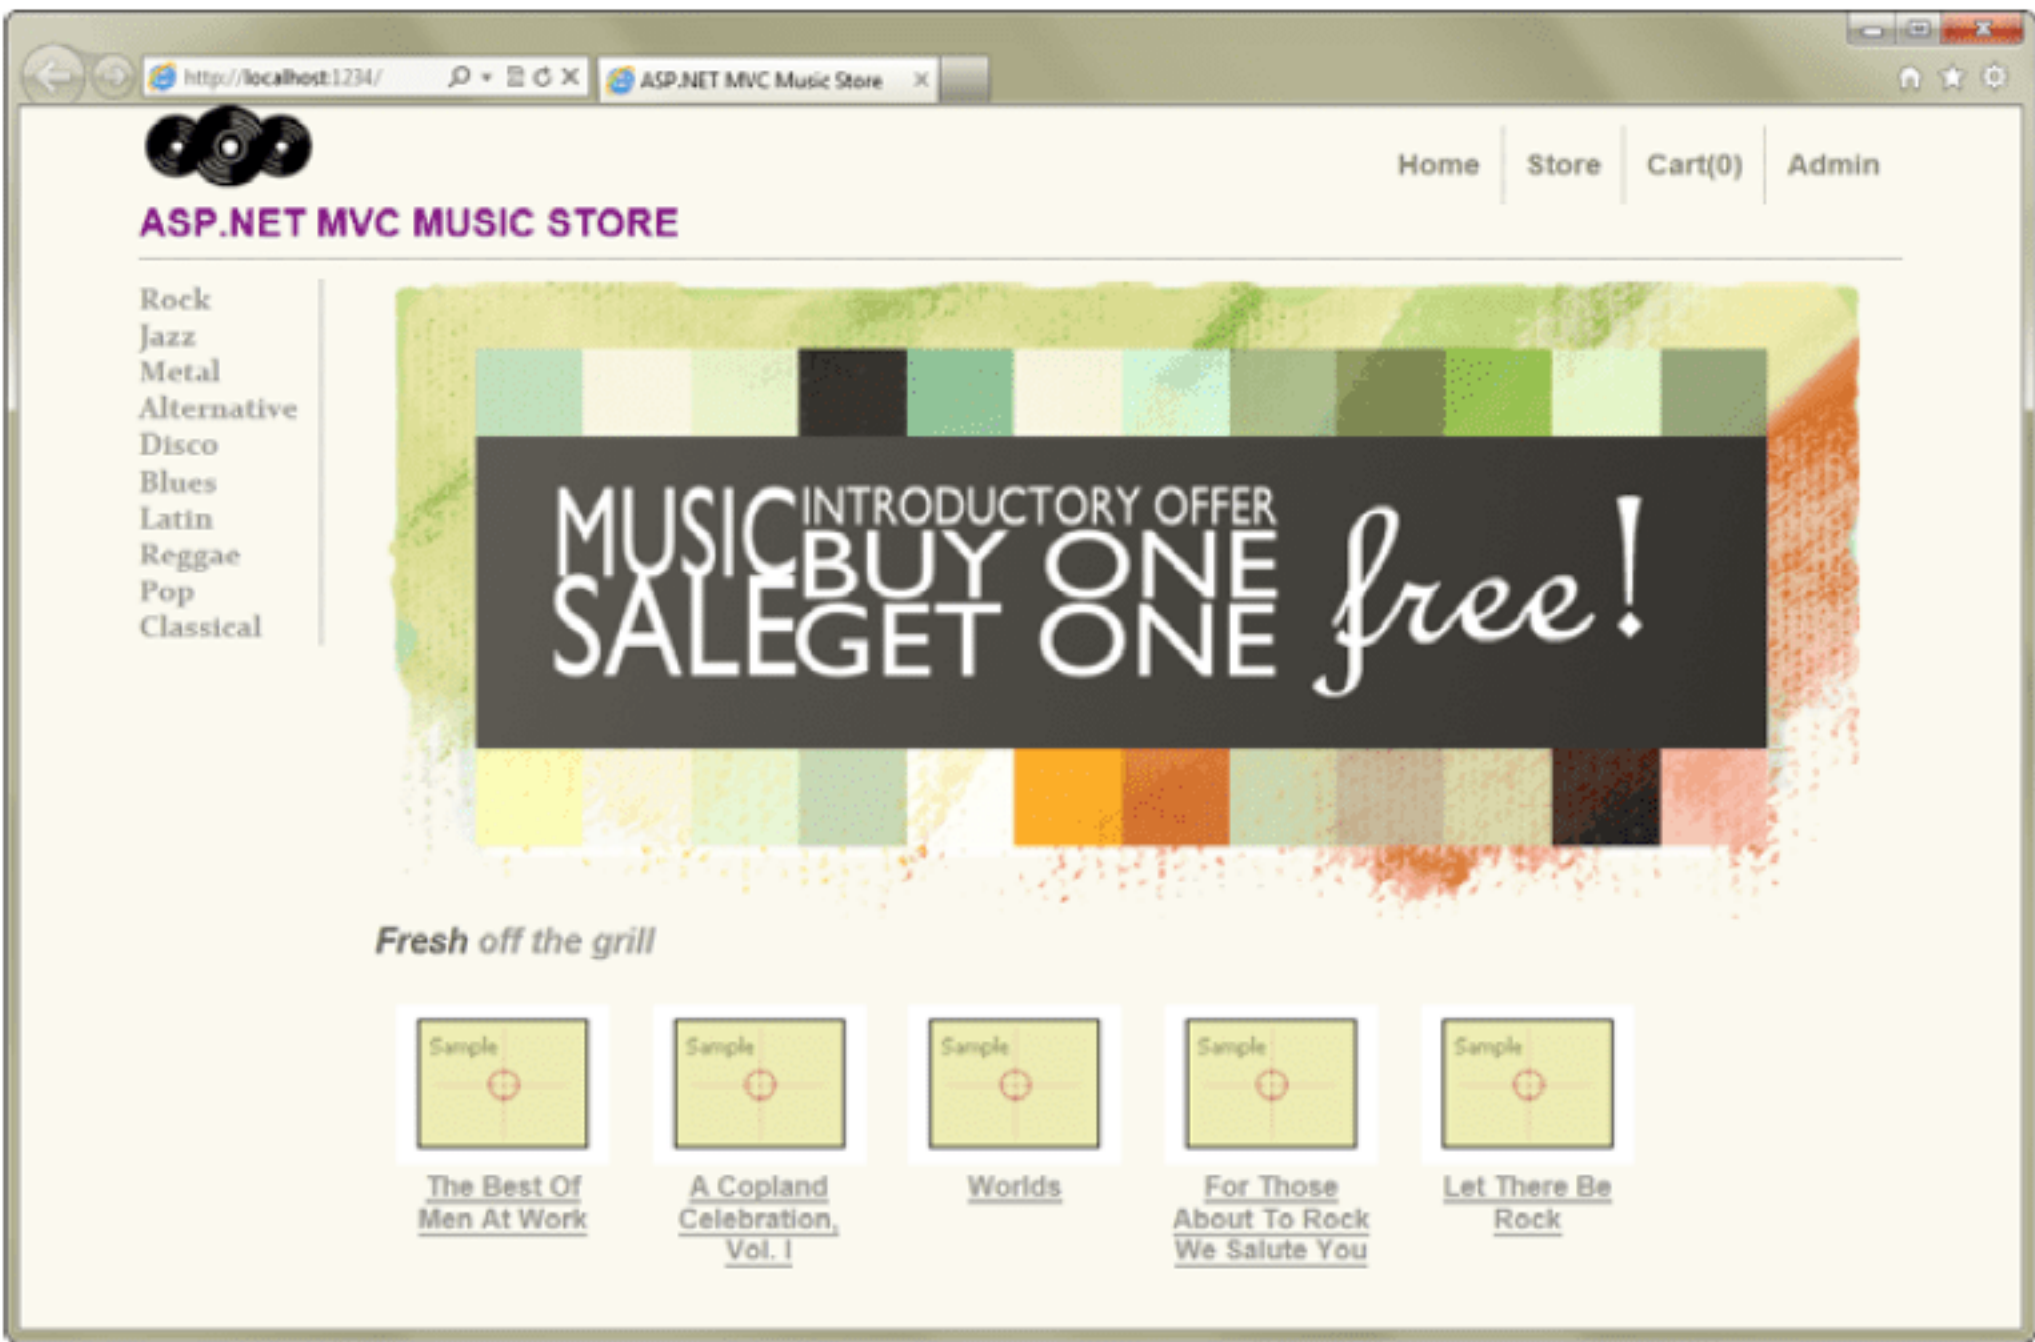 http://localhost:1234/
ASP.NET MVC Music Store
Home
Store
Cart(0)
Admin
ASP.NET MVC MUSIC STORE
Rock
Jazz
Metal
Alternative
Disco
Blues
Latin
Reggae
Pop
Classical
MUSIC
SALE
INTRODUCTORY OFFER
BUY ONE
GET ONE
free!
Fresh off the grill
Sample
The Best Of
Men At Work
Sample
A Copland
Celebration,
Vol. I
Sample
Worlds
Sample
For Those
About To Rock
We Salute You
Sample
Let There Be
Rock